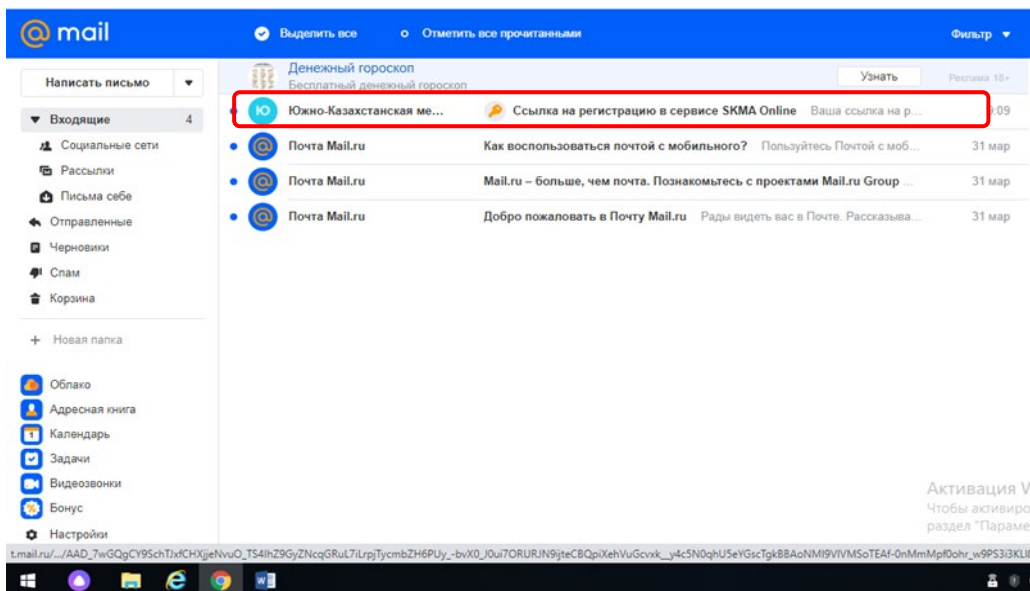 mail
Выделить все
Отметить все прочитанными
Фильтр
Написать письмо
Денежный гороскоп
Бесплатный денежный гороскоп
Узнать
Реклама 18+
Входящие 4
Южно-Казахстанская ме... Ссылка на регистрацию в сервисе SKMA Online Ваша ссылка на р... :09
Социальные сети
Почта Mail.ru Как воспользоваться почтой с мобильного? Пользуйтесь Почтой с моб... 31 мар
Рассылки
Почта Mail.ru Mail.ru – больше, чем почта. Познакомьтесь с проектами Mail.ru Group ... 31 мар
Письма себе
Почта Mail.ru Добро пожаловать в Почту Mail.ru Рады видеть вас в Почте. Рассказыва... 31 мар
Отправленные
Черновики
Спам
Корзина
+ Новая папка
Облако
Адресная книга
Календарь
Задачи
Видеозвонки
Бонус
Настройки
Активация W
Чтобы активиро
раздел "Параме